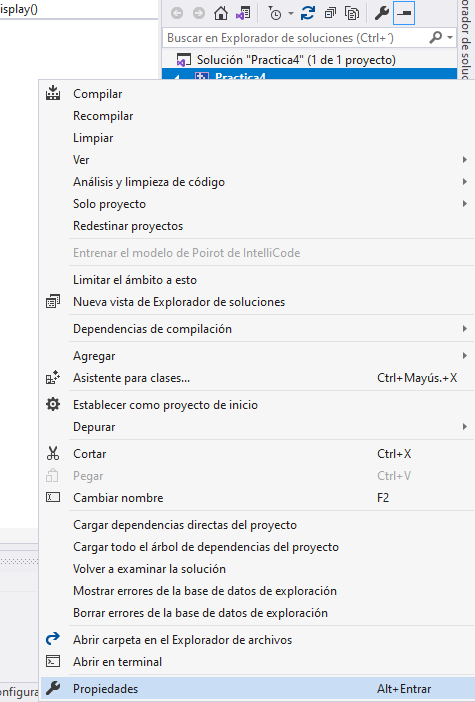 isplay()
Buscar en Explorador de soluciones (Ctrl+´)
Solución "Practica4" (1 de 1 proyecto)
Practica4
Compilar
Recompilar
Limpiar
Ver
Análisis y limpieza de código
Solo proyecto
Redestinar proyectos
Entrenar el modelo de Poirot de IntelliCode
Limitar el ámbito a esto
Nueva vista de Explorador de soluciones
Dependencias de compilación
Agregar
Asistente para clases... Ctrl+Mayús.+X
Establecer como proyecto de inicio
Depurar
Cortar Ctrl+X
Pegar Ctrl+V
Cambiar nombre F2
Cargar dependencias directas del proyecto
Cargar todo el árbol de dependencias del proyecto
Volver a examinar la solución
Mostrar errores de la base de datos de exploración
Borrar errores de la base de datos de exploración
Abrir carpeta en el Explorador de archivos
Abrir en terminal
Propiedades Alt+Entrar
onfigura
orador de soluc